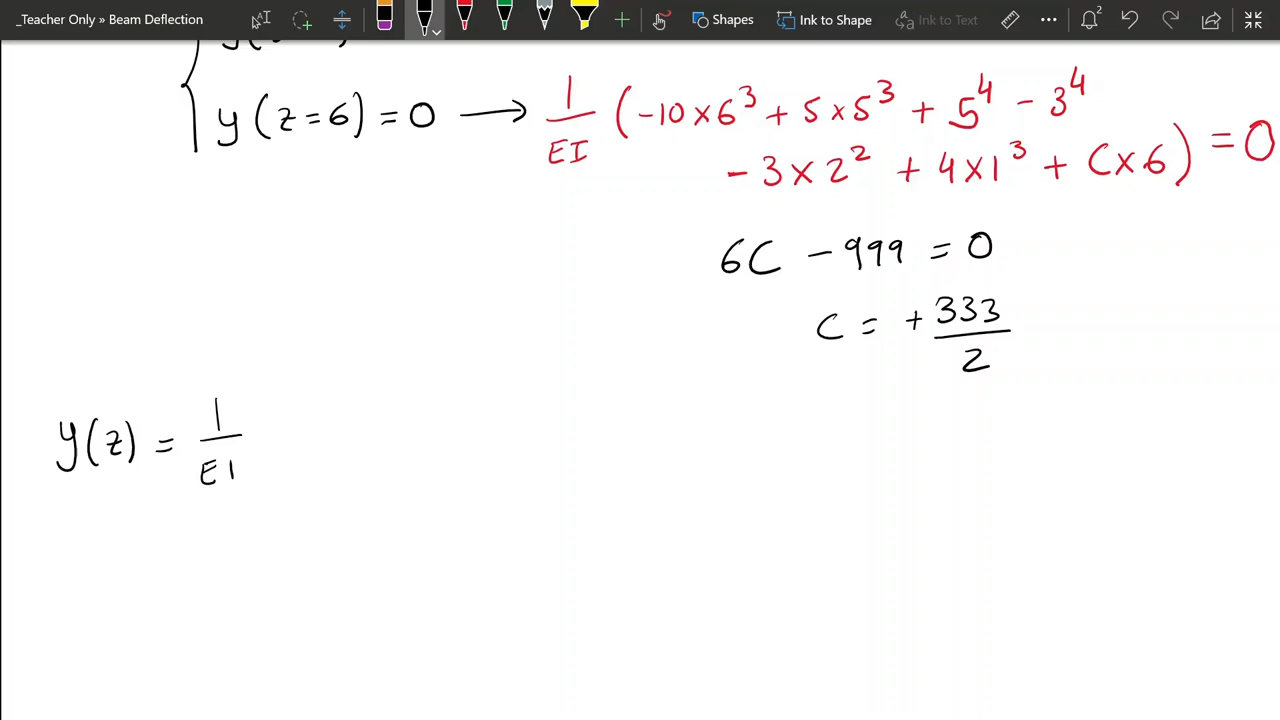 _Teacher Only » Beam Deflection
Shapes
Ink to Shape
Ink to Text
2
y(z=6)=0 ⟶ 1/EI (-10×6³ + 5×5³ + 5⁴ - 3⁴
- 3×2² + 4×1³ + C×6) = 0
6C - 999 = 0
C = + 333/2
y(z) = 1/EI